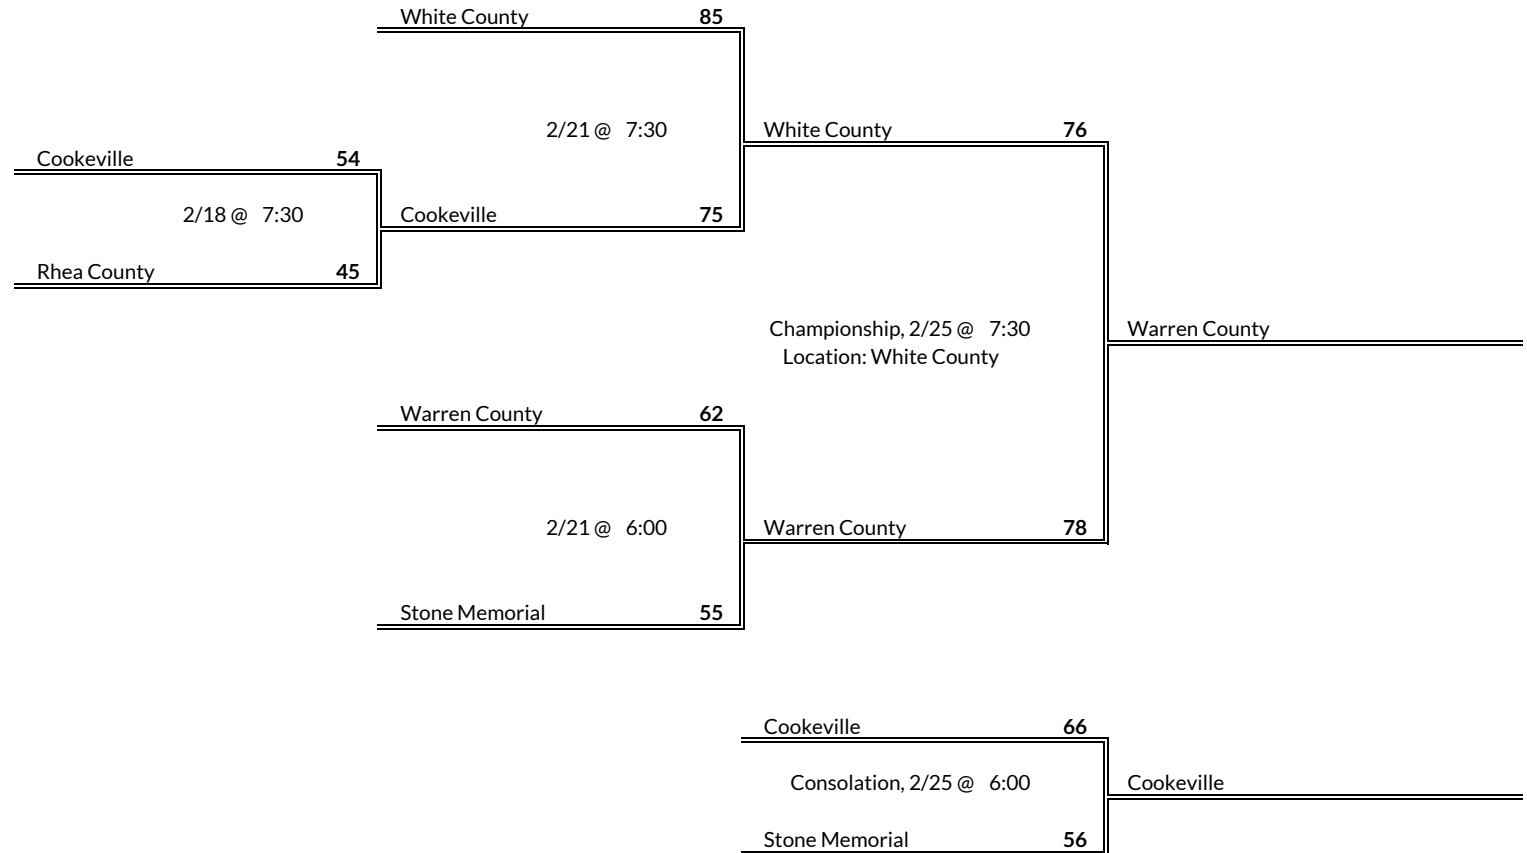 White County 85
2/21 @ 7:30
White County 76
Cookeville 54
2/18 @ 7:30
Cookeville 75
Rhea County 45
Championship, 2/25 @ 7:30
Location: White County
Warren County
Warren County 62
2/21 @ 6:00
Warren County 78
Stone Memorial 55
Cookeville 66
Consolation, 2/25 @ 6:00
Cookeville
Stone Memorial 56